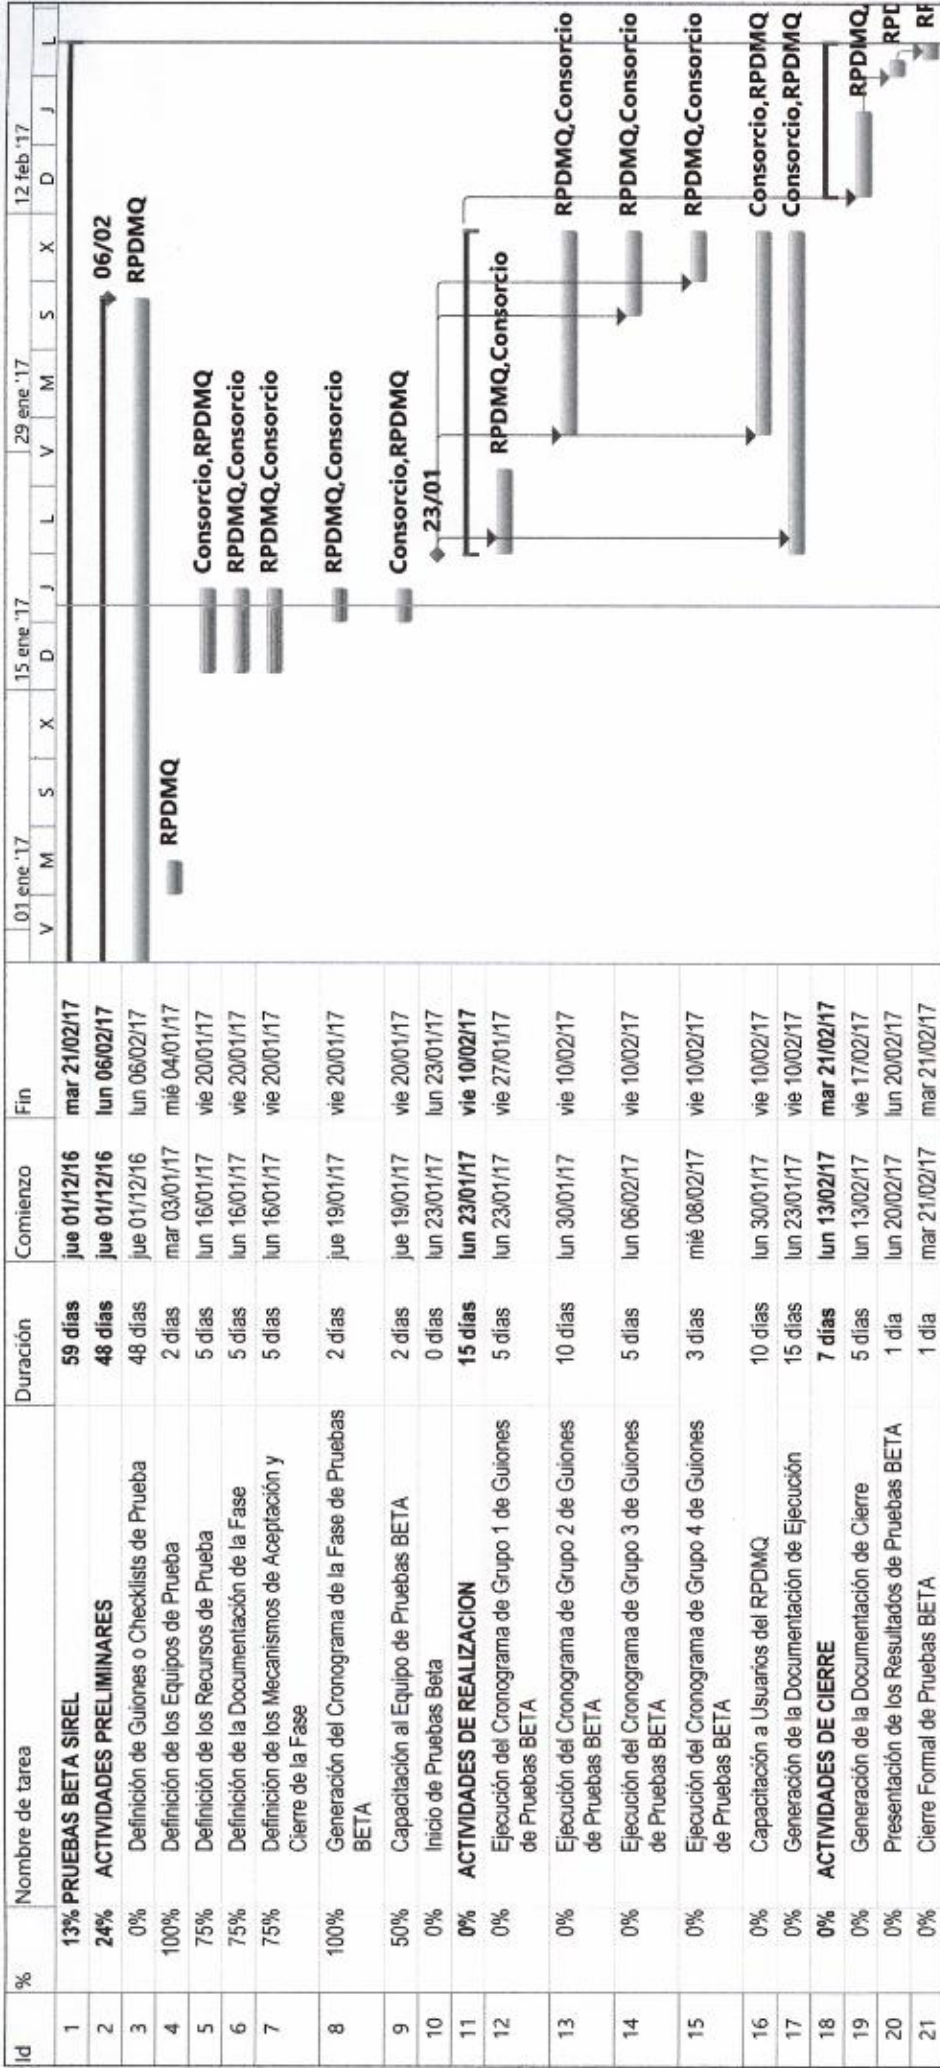 Id % Nombre de tarea Duración Comienzo Fin
01 ene '17 15 ene '17 29 ene '17 12 feb '17
V M S X D J L V M S X D J L
1 13% PRUEBAS BETA SIREL 59 días jue 01/12/16 mar 21/02/17
2 24% ACTIVIDADES PRELIMINARES 48 días jue 01/12/16 lun 06/02/17 06/02
3 0% Definición de Guiones o Checklists de Prueba 48 días jue 01/12/16 lun 06/02/17 RPDMQ
4 100% Definición de los Equipos de Prueba 2 días mar 03/01/17 mié 04/01/17 RPDMQ
5 75% Definición de los Recursos de Prueba 5 días lun 16/01/17 vie 20/01/17 Consorcio,RPDMQ
6 75% Definición de la Documentación de la Fase 5 días lun 16/01/17 vie 20/01/17 RPDMQ,Consorcio
7 75% Definición de los Mecanismos de Aceptación y 5 días lun 16/01/17 vie 20/01/17 RPDMQ,Consorcio
Cierre de la Fase
8 100% Generación del Cronograma de la Fase de Pruebas 2 días jue 19/01/17 vie 20/01/17 RPDMQ,Consorcio
BETA
9 50% Capacitación al Equipo de Pruebas BETA 2 días jue 19/01/17 vie 20/01/17 Consorcio,RPDMQ
10 0% Inicio de Pruebas Beta 0 días lun 23/01/17 lun 23/01/17 23/01
11 0% ACTIVIDADES DE REALIZACION 15 días lun 23/01/17 vie 10/02/17
12 0% Ejecución del Cronograma de Grupo 1 de Guiones 5 días lun 23/01/17 vie 27/01/17 RPDMQ,Consorcio
de Pruebas BETA
13 0% Ejecución del Cronograma de Grupo 2 de Guiones 10 días lun 30/01/17 vie 10/02/17 RPDMQ,Consorcio
de Pruebas BETA
14 0% Ejecución del Cronograma de Grupo 3 de Guiones 5 días lun 06/02/17 vie 10/02/17 RPDMQ,Consorcio
de Pruebas BETA
15 0% Ejecución del Cronograma de Grupo 4 de Guiones 3 días mié 08/02/17 vie 10/02/17 RPDMQ,Consorcio
de Pruebas BETA
16 0% Capacitación a Usuarios del RPDMQ 10 días lun 30/01/17 vie 10/02/17 Consorcio,RPDMQ
17 0% Generación de la Documentación de Ejecución 15 días lun 23/01/17 vie 10/02/17 Consorcio,RPDMQ
18 0% ACTIVIDADES DE CIERRE 7 días lun 13/02/17 mar 21/02/17
19 0% Generación de la Documentación de Cierre 5 días lun 13/02/17 vie 17/02/17 RPDMQ,
20 0% Presentación de los Resultados de Pruebas BETA 1 día lun 20/02/17 lun 20/02/17 RPD
21 0% Cierre Formal de Pruebas BETA 1 día mar 21/02/17 mar 21/02/17